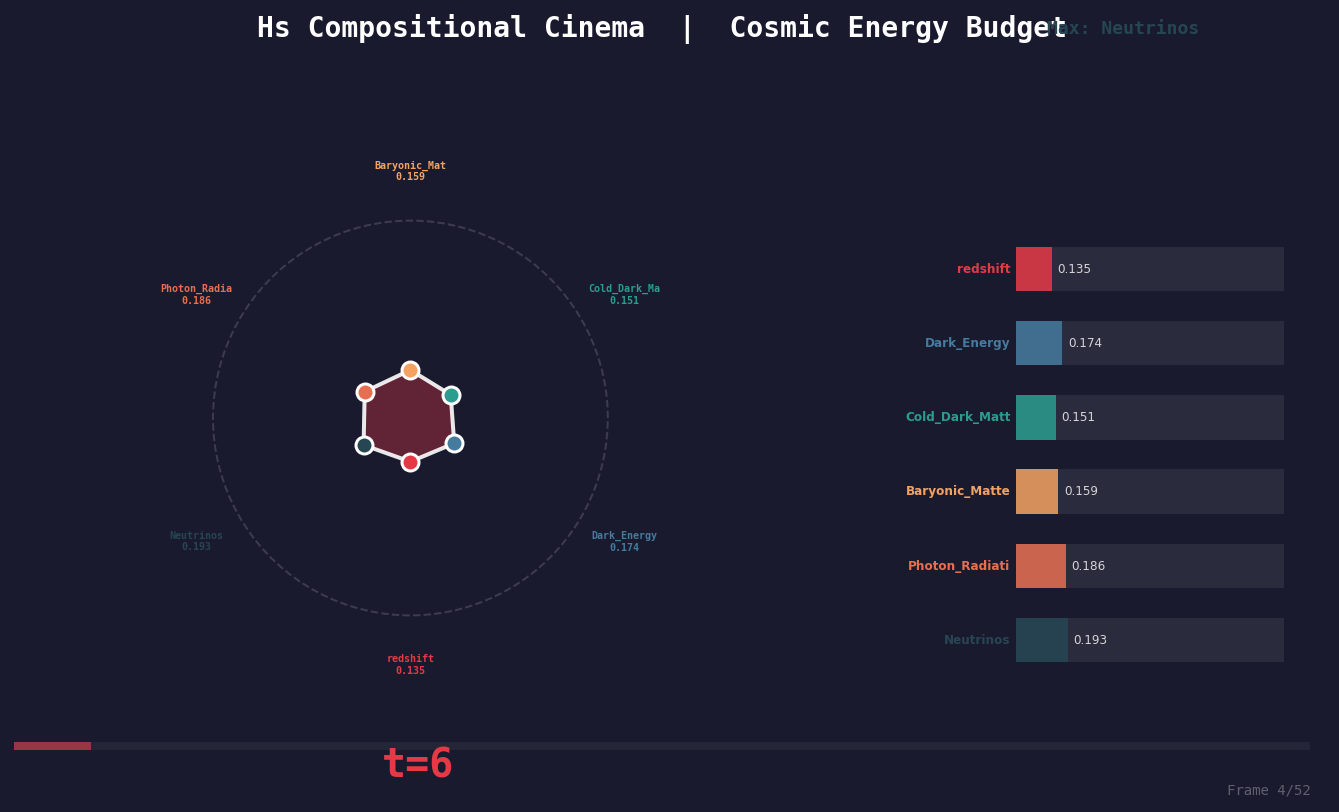 Hs Compositional Cinema  |  Cosmic Energy Budget
Max: Neutrinos
Baryonic_Mat
0.159
Photon_Radia
0.186
Cold_Dark_Ma
0.151
Neutrinos
0.193
Dark_Energy
0.174
redshift
0.135
redshift 0.135
Dark_Energy 0.174
Cold_Dark_Matt 0.151
Baryonic_Matte 0.159
Photon_Radiati 0.186
Neutrinos 0.193
t=6
Frame 4/52